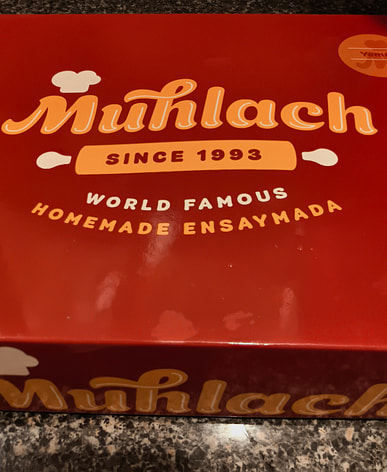 Muhlach
SINCE 1993
WORLD FAMOUS
HOMEMADE ENSAYMADA
Muhlach